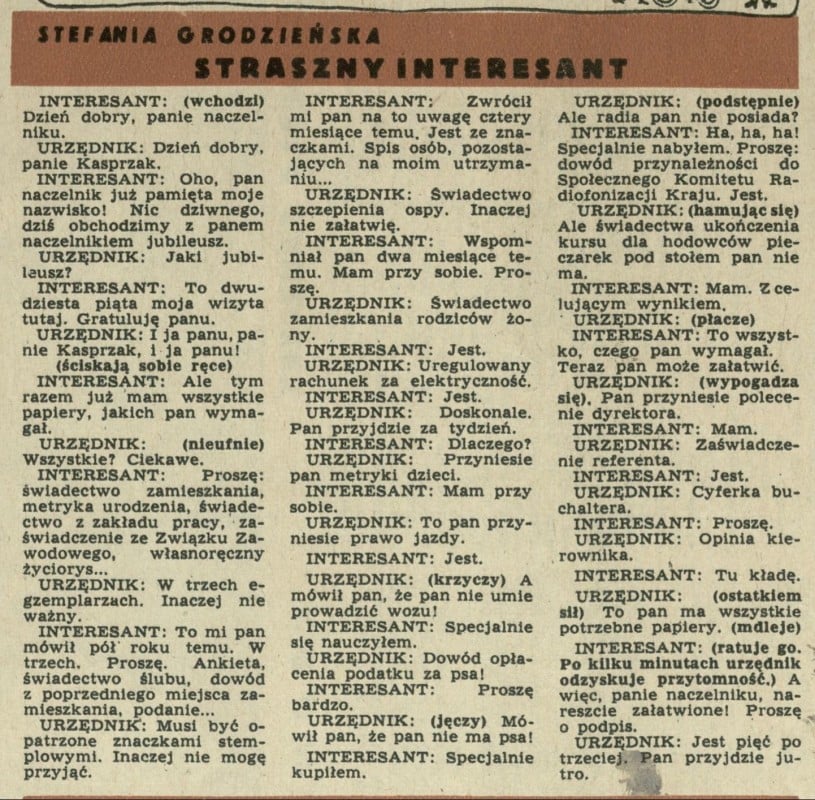 STEFANIA GRODZIEŃSKA
STRASZNY INTERESANT
INTERESANT: (wchodzi)
Dzień dobry, panie naczel-
niku.
URZĘDNIK: Dzień dobry,
panie Kasprzak.
INTERESANT: Oho, pan
naczelnik już pamięta moje
nazwisko! Nic dziwnego,
dziś obchodzimy z panem
naczelnikiem jubileusz.
URZĘDNIK: Jaki jubi-
leusz?
INTERESANT: To dwu-
dziesta piąta moja wizyta
tutaj. Gratuluję panu.
URZĘDNIK: I ja panu, pa-
nie Kasprzak, i ja panu!
(ściskają sobie ręce)
INTERESANT: Ale tym
razem już mam wszystkie
papiery, jakich pan wyma-
gał.
URZĘDNIK: (nieufnie)
Wszystkie? Ciekawe.
INTERESANT: Proszę:
świadectwo zamieszkania,
metryka urodzenia, świade-
ctwo z zakładu pracy, za-
świadczenie ze Związku Za-
wodowego, własnoręczny
życiorys...
URZĘDNIK: W trzech e-
gzemplarzach. Inaczej nie
ważny.
INTERESANT: To mi pan
mówił pół roku temu. W
trzech. Proszę. Ankieta,
świadectwo ślubu, dowód
z poprzedniego miejsca za-
mieszkania, podanie...
URZĘDNIK: Musi być o-
patrzone znaczkami stem-
plowymi. Inaczej nie mogę
przyjąć.
INTERESANT: Zwrócił
mi pan na to uwagę cztery
miesiące temu. Jest ze zna-
czkami. Spis osób, pozosta-
jących na moim utrzyma-
niu...
URZĘDNIK: Świadectwo
szczepienia ospy. Inaczej
nie załatwię.
INTERESANT: Wspom-
niał pan dwa miesiące te-
mu. Mam przy sobie. Pro-
szę.
URZĘDNIK: Świadectwo
zamieszkania rodziców żo-
ny.
INTERESANT: Jest.
URZĘDNIK: Uregulowany
rachunek za elektryczność.
INTERESANT: Jest.
URZĘDNIK: Doskonale.
Pan przyjdzie za tydzień.
INTERESANT: Dlaczego?
URZĘDNIK: Przyniesie
pan metryki dzieci.
INTERESANT: Mam przy
sobie.
URZĘDNIK: To pan przy-
niesie prawo jazdy.
INTERESANT: Jest.
URZĘDNIK: (krzyczy) A
mówił pan, że pan nie umie
prowadzić wozu!
INTERESANT: Specjalnie
się nauczyłem.
URZĘDNIK: Dowód opła-
cenia podatku za psa!
INTERESANT: Proszę
bardzo.
URZĘDNIK: (jęczy) Mó-
wił pan, że pan nie ma psa!
INTERESANT: Specjalnie
kupiłem.
URZĘDNIK: (podstępnie)
Ale radia pan nie posiada?
INTERESANT: Ha, ha, ha!
Specjalnie nabyłem. Proszę:
dowód przynależności do
Społecznego Komitetu Ra-
diofonizacji Kraju. Jest.
URZĘDNIK: (hamując się)
Ale świadectwa ukończenia
kursu dla hodowców pie-
czarek pod stołem pan nie
ma.
INTERESANT: Mam. Z ce-
lującym wynikiem.
URZĘDNIK: (płacze)
INTERESANT: To wszyst-
ko, czego pan wymagał.
Teraz pan może załatwić.
URZĘDNIK: (wypogadza
się). Pan przyniesie polece-
nie dyrektora.
INTERESANT: Mam.
URZĘDNIK: Zaświadcze-
nie referenta.
INTERESANT: Jest.
URZĘDNIK: Cyferka bu-
chaltera.
INTERESANT: Proszę.
URZĘDNIK: Opinia kie-
rownika.
INTERESANT: Tu kładę.
URZĘDNIK: (ostatkiem
sił) To pan ma wszystkie
potrzebne papiery. (mdleje)
INTERESANT: (ratuje go.
Po kilku minutach urzędnik
odzyskuje przytomność.) A
więc, panie naczelniku, na-
reszcie załatwione! Proszę
o podpis.
URZĘDNIK: Jest pięć po
trzeciej. Pan przyjdzie ju-
tro.